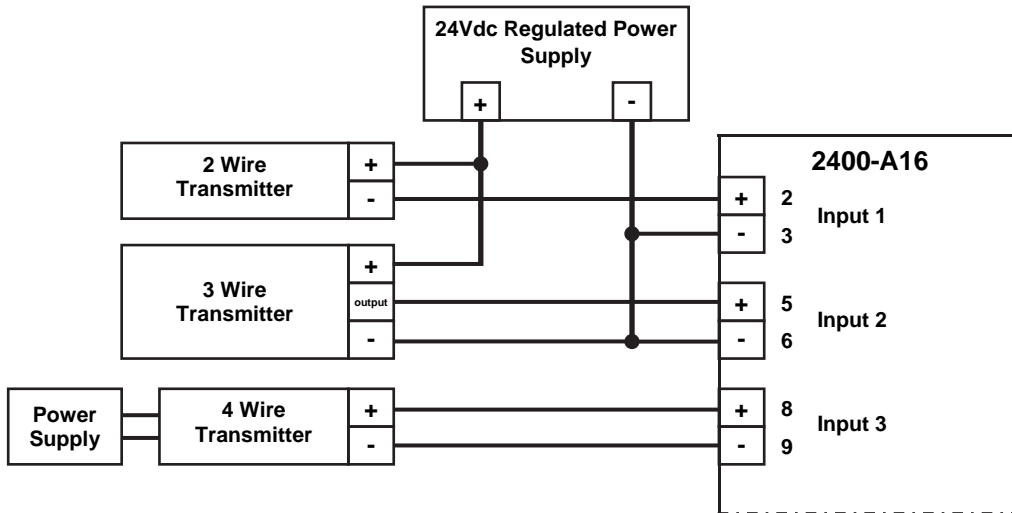 24Vdc Regulated Power
Supply
+
-
2 Wire
Transmitter
+
-
2400-A16
+
2
Input 1
-
3
3 Wire
Transmitter
+
output
-
+
5
Input 2
-
6
Power
Supply
4 Wire
Transmitter
+
-
+
8
Input 3
-
9